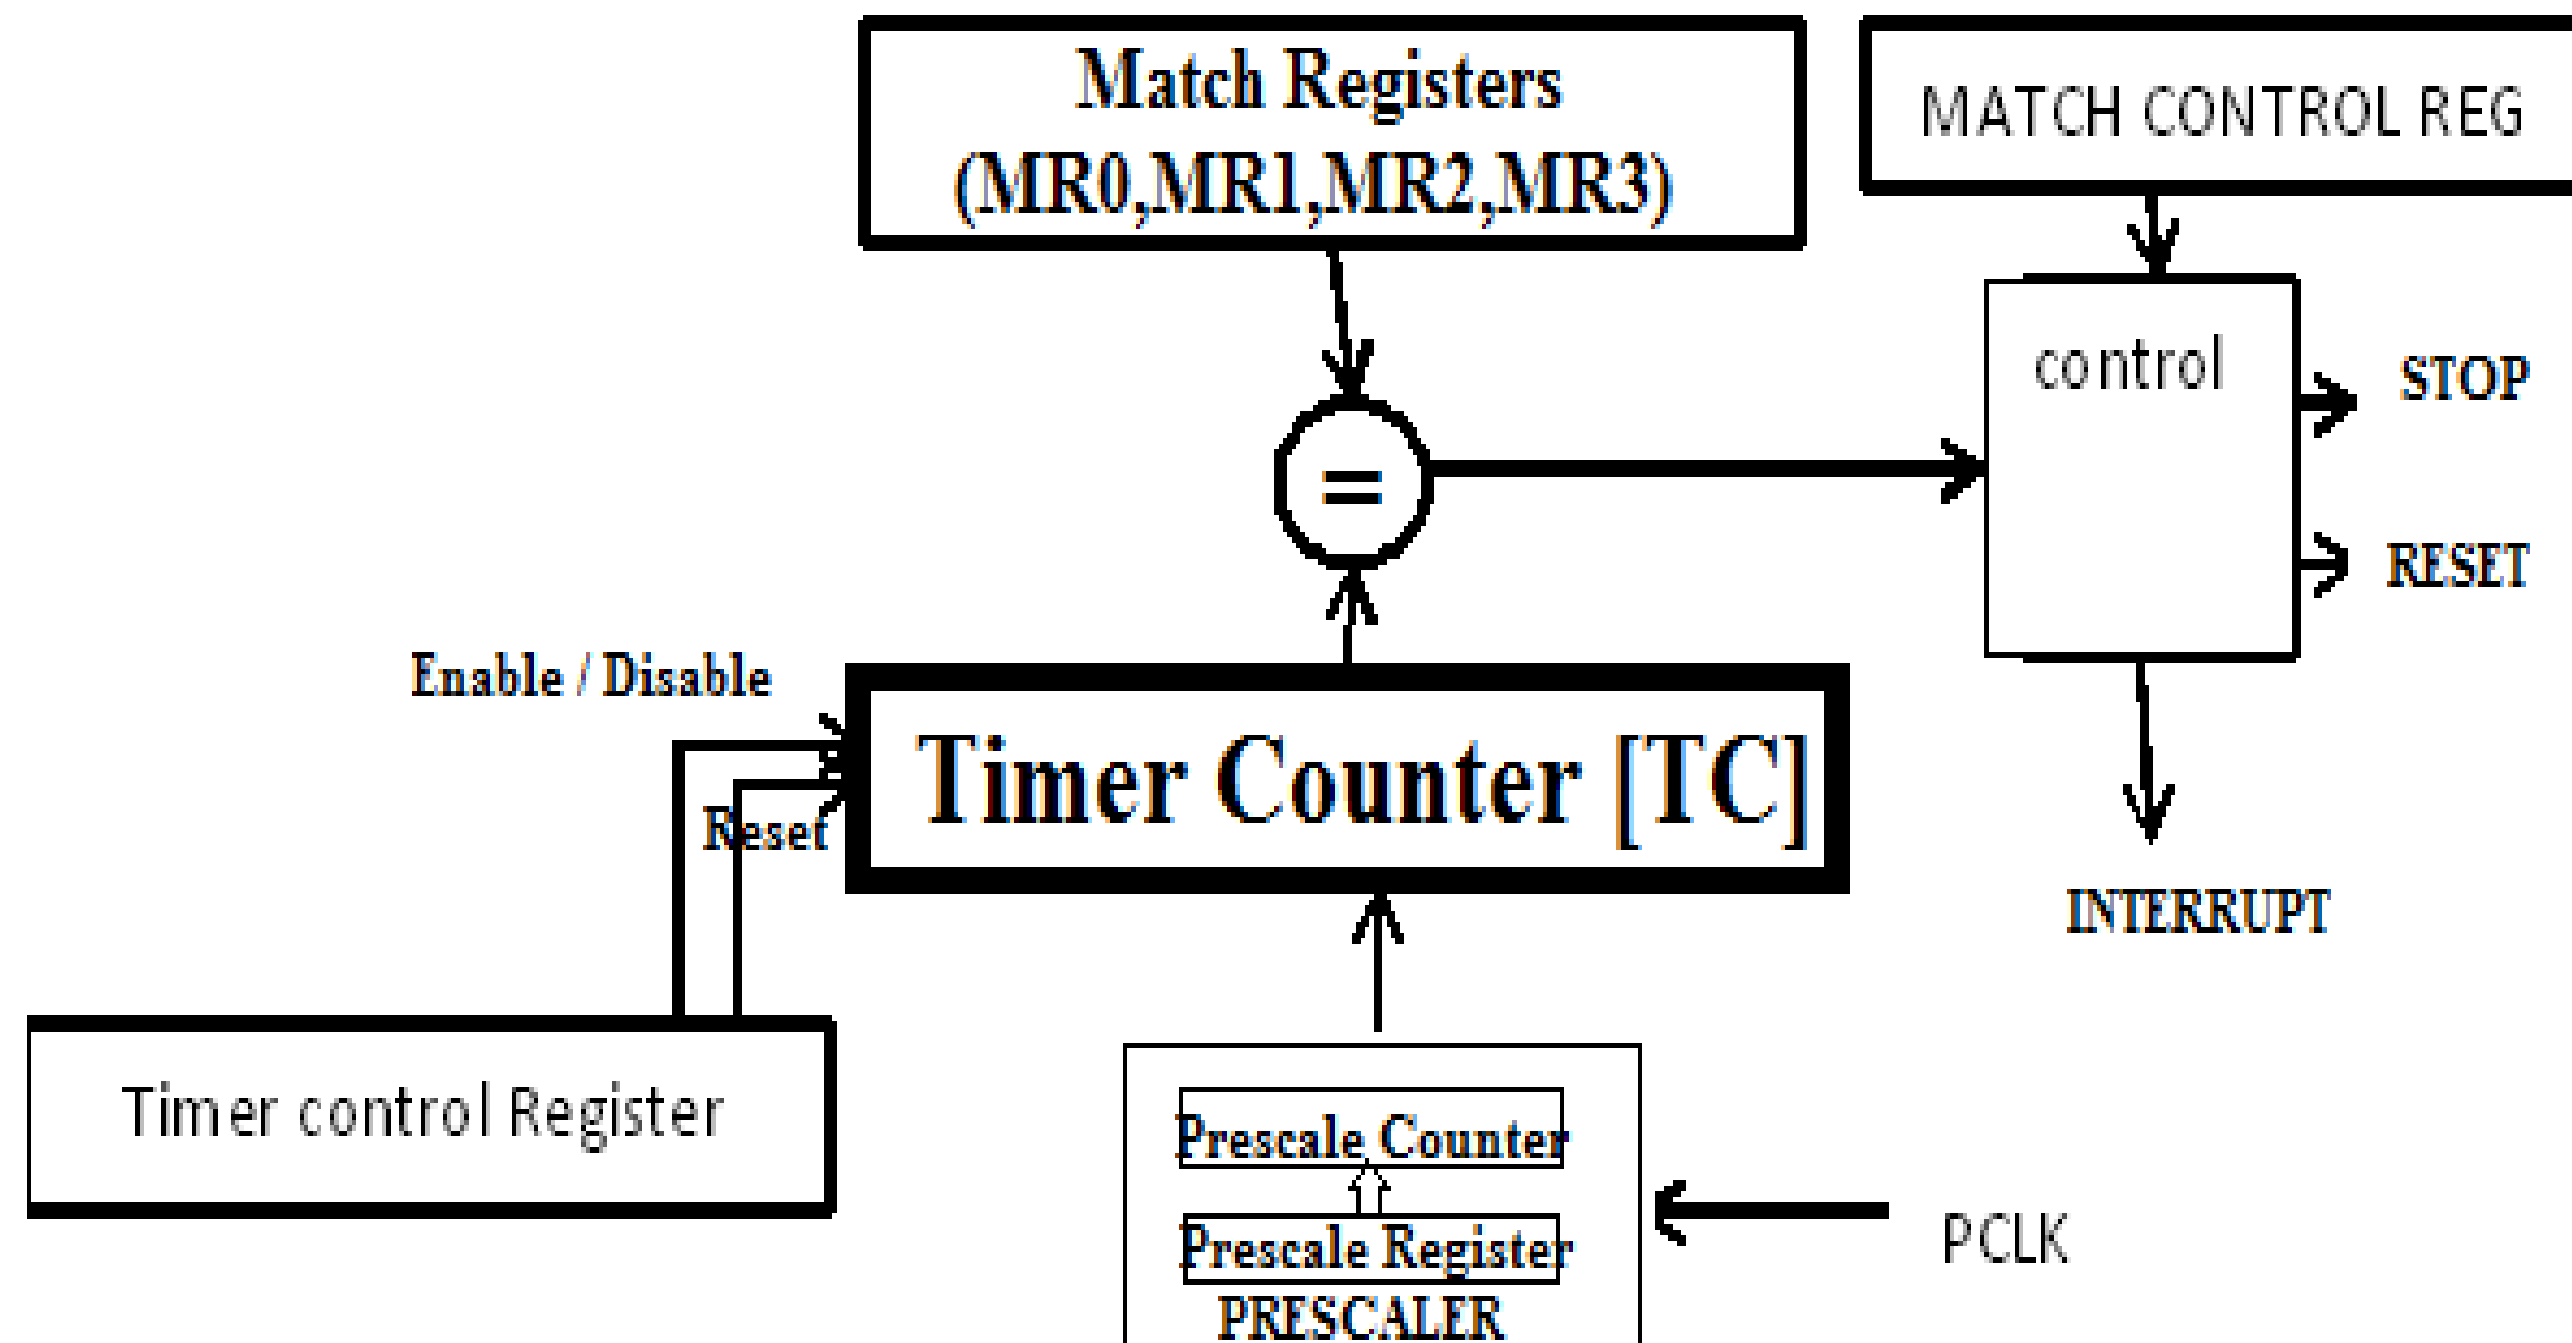 Match Registers
(MR0,MR1,MR2,MR3)
MATCH CONTROL REG
control
STOP
=
RESET
Enable / Disable
Timer Counter [TC]
Reset
INTERRUPT
Timer control Register
Prescale Counter
Prescale Register
PCLK
PRESCALER